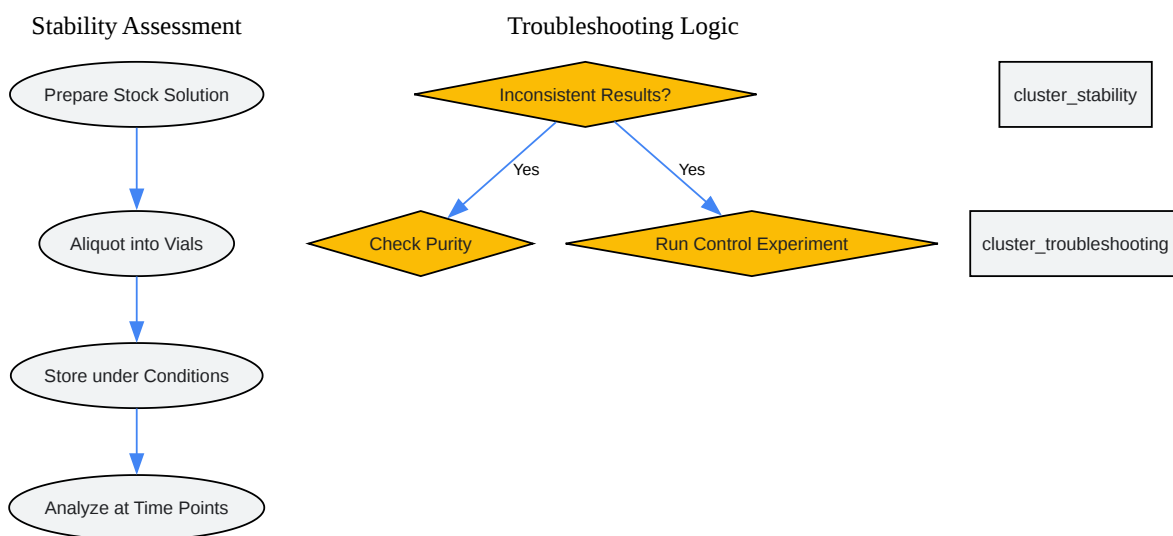 Stability Assessment
Prepare Stock Solution
Aliquot into Vials
Store under Conditions
Analyze at Time Points
Troubleshooting Logic
Inconsistent Results?
Yes
Yes
Check Purity
Run Control Experiment
cluster_stability
cluster_troubleshooting